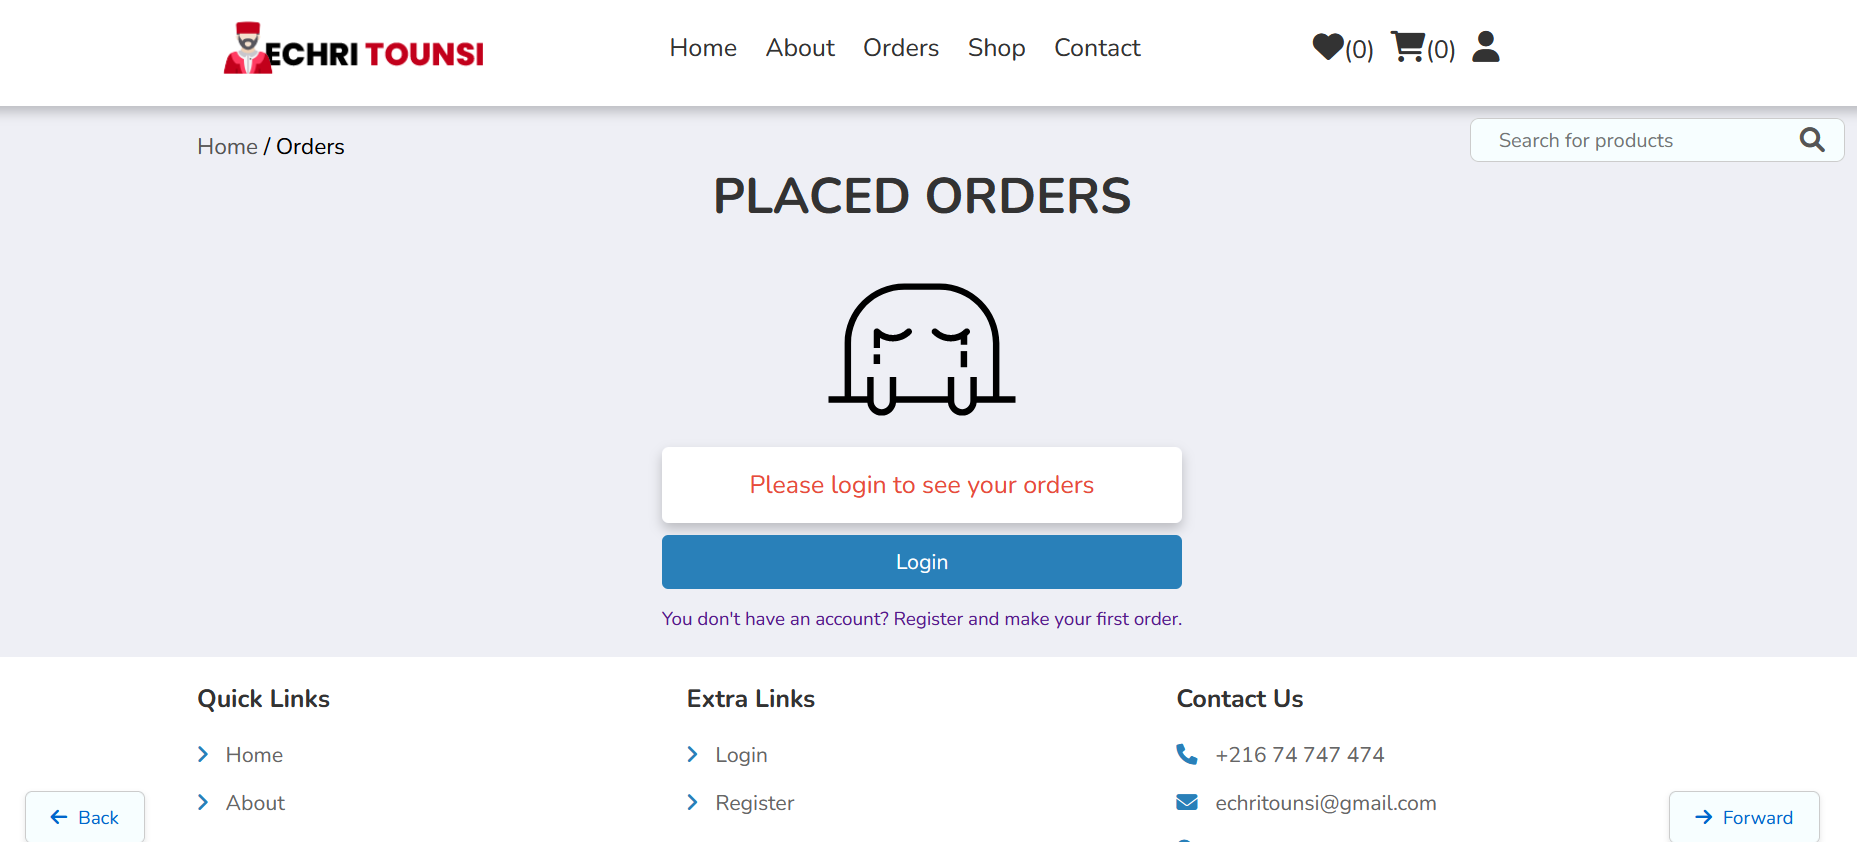 ECHRI TOUNSI
Home About Orders Shop Contact
(0) (0)
Home / Orders
Search for products
PLACED ORDERS
Please login to see your orders
Login
You don't have an account? Register and make your first order.
Quick Links
Home
About
Extra Links
Login
Register
Contact Us
+216 74 747 474
echritounsi@gmail.com
Back
Forward